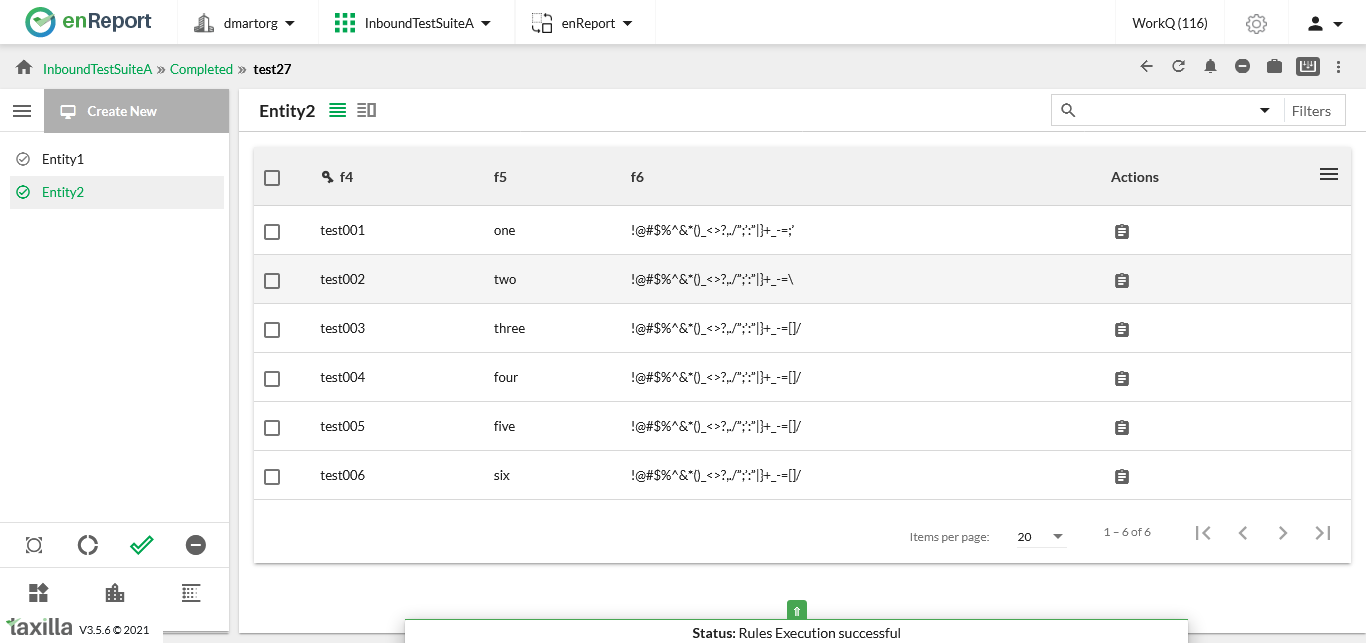 enReport dmartorg InboundTestSuiteA enReport WorkQ (116)
InboundTestSuiteA » Completed » test27
Create New
Entity2
Filters
Entity1
Entity2
f4 f5 f6 Actions
test001 one !@#$%^&*()_<>?,./";':"|}+_-=;'
test002 two !@#$%^&*()_<>?,./";':"|}+_-=\
test003 three !@#$%^&*()_<>?,./";':"|}+_-=[]/
test004 four !@#$%^&*()_<>?,./";':"|}+_-=[]/
test005 five !@#$%^&*()_<>?,./";':"|}+_-=[]/
test006 six !@#$%^&*()_<>?,./";':"|}+_-=[]/
Items per page: 20 1 – 6 of 6
taxilla V3.5.6 © 2021
Status: Rules Execution successful